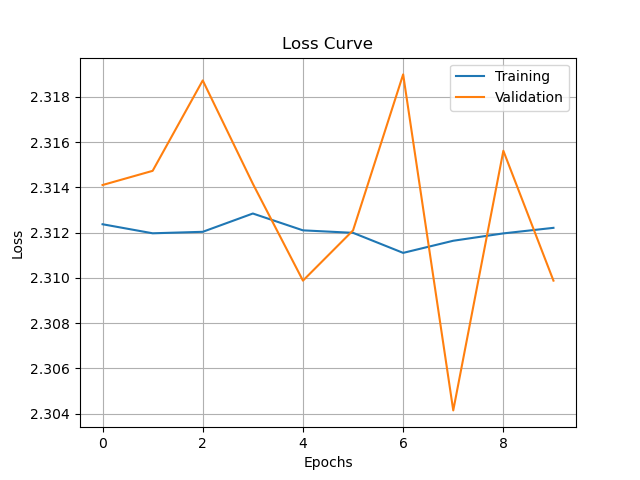 Loss Curve
Training
Validation
2.318
2.316
2.314
2.312
2.310
2.308
2.306
2.304
Loss
0 2 4 6 8
Epochs